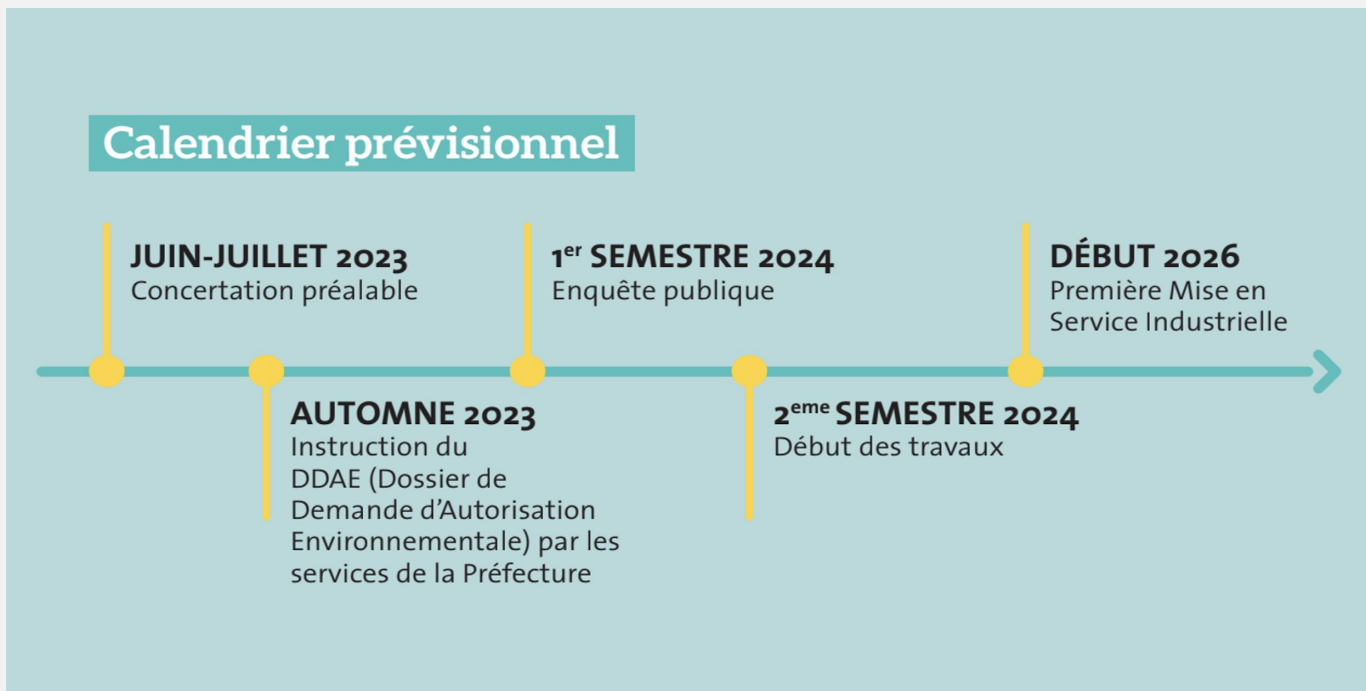 Calendrier prévisionnel
JUIN-JUILLET 2023
Concertation préalable
AUTOMNE 2023
Instruction du
DDAE (Dossier de
Demande d'Autorisation
Environnementale) par les
services de la Préfecture
1er SEMESTRE 2024
Enquête publique
2eme SEMESTRE 2024
Début des travaux
DÉBUT 2026
Première Mise en
Service Industrielle